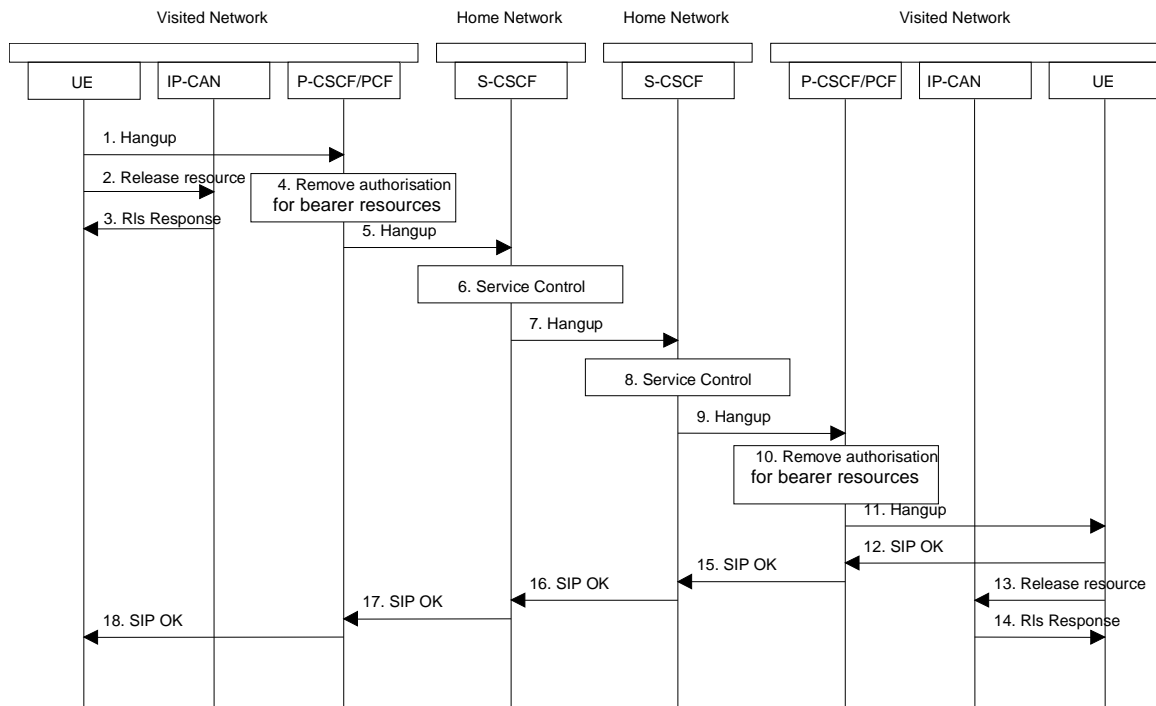 Visited Network
Home Network
Home Network
Visited Network
UE
IP-CAN
P-CSCF/PCF
S-CSCF
S-CSCF
P-CSCF/PCF
IP-CAN
UE
1. Hangup
2. Release resource
3. Rls Response
4. Remove authorisation
for bearer resources
5. Hangup
6. Service Control
7. Hangup
8. Service Control
9. Hangup
10. Remove authorisation
for bearer resources
11. Hangup
12. SIP OK
15. SIP OK
16. SIP OK
13. Release resource
17. SIP OK
18. SIP OK
14. Rls Response